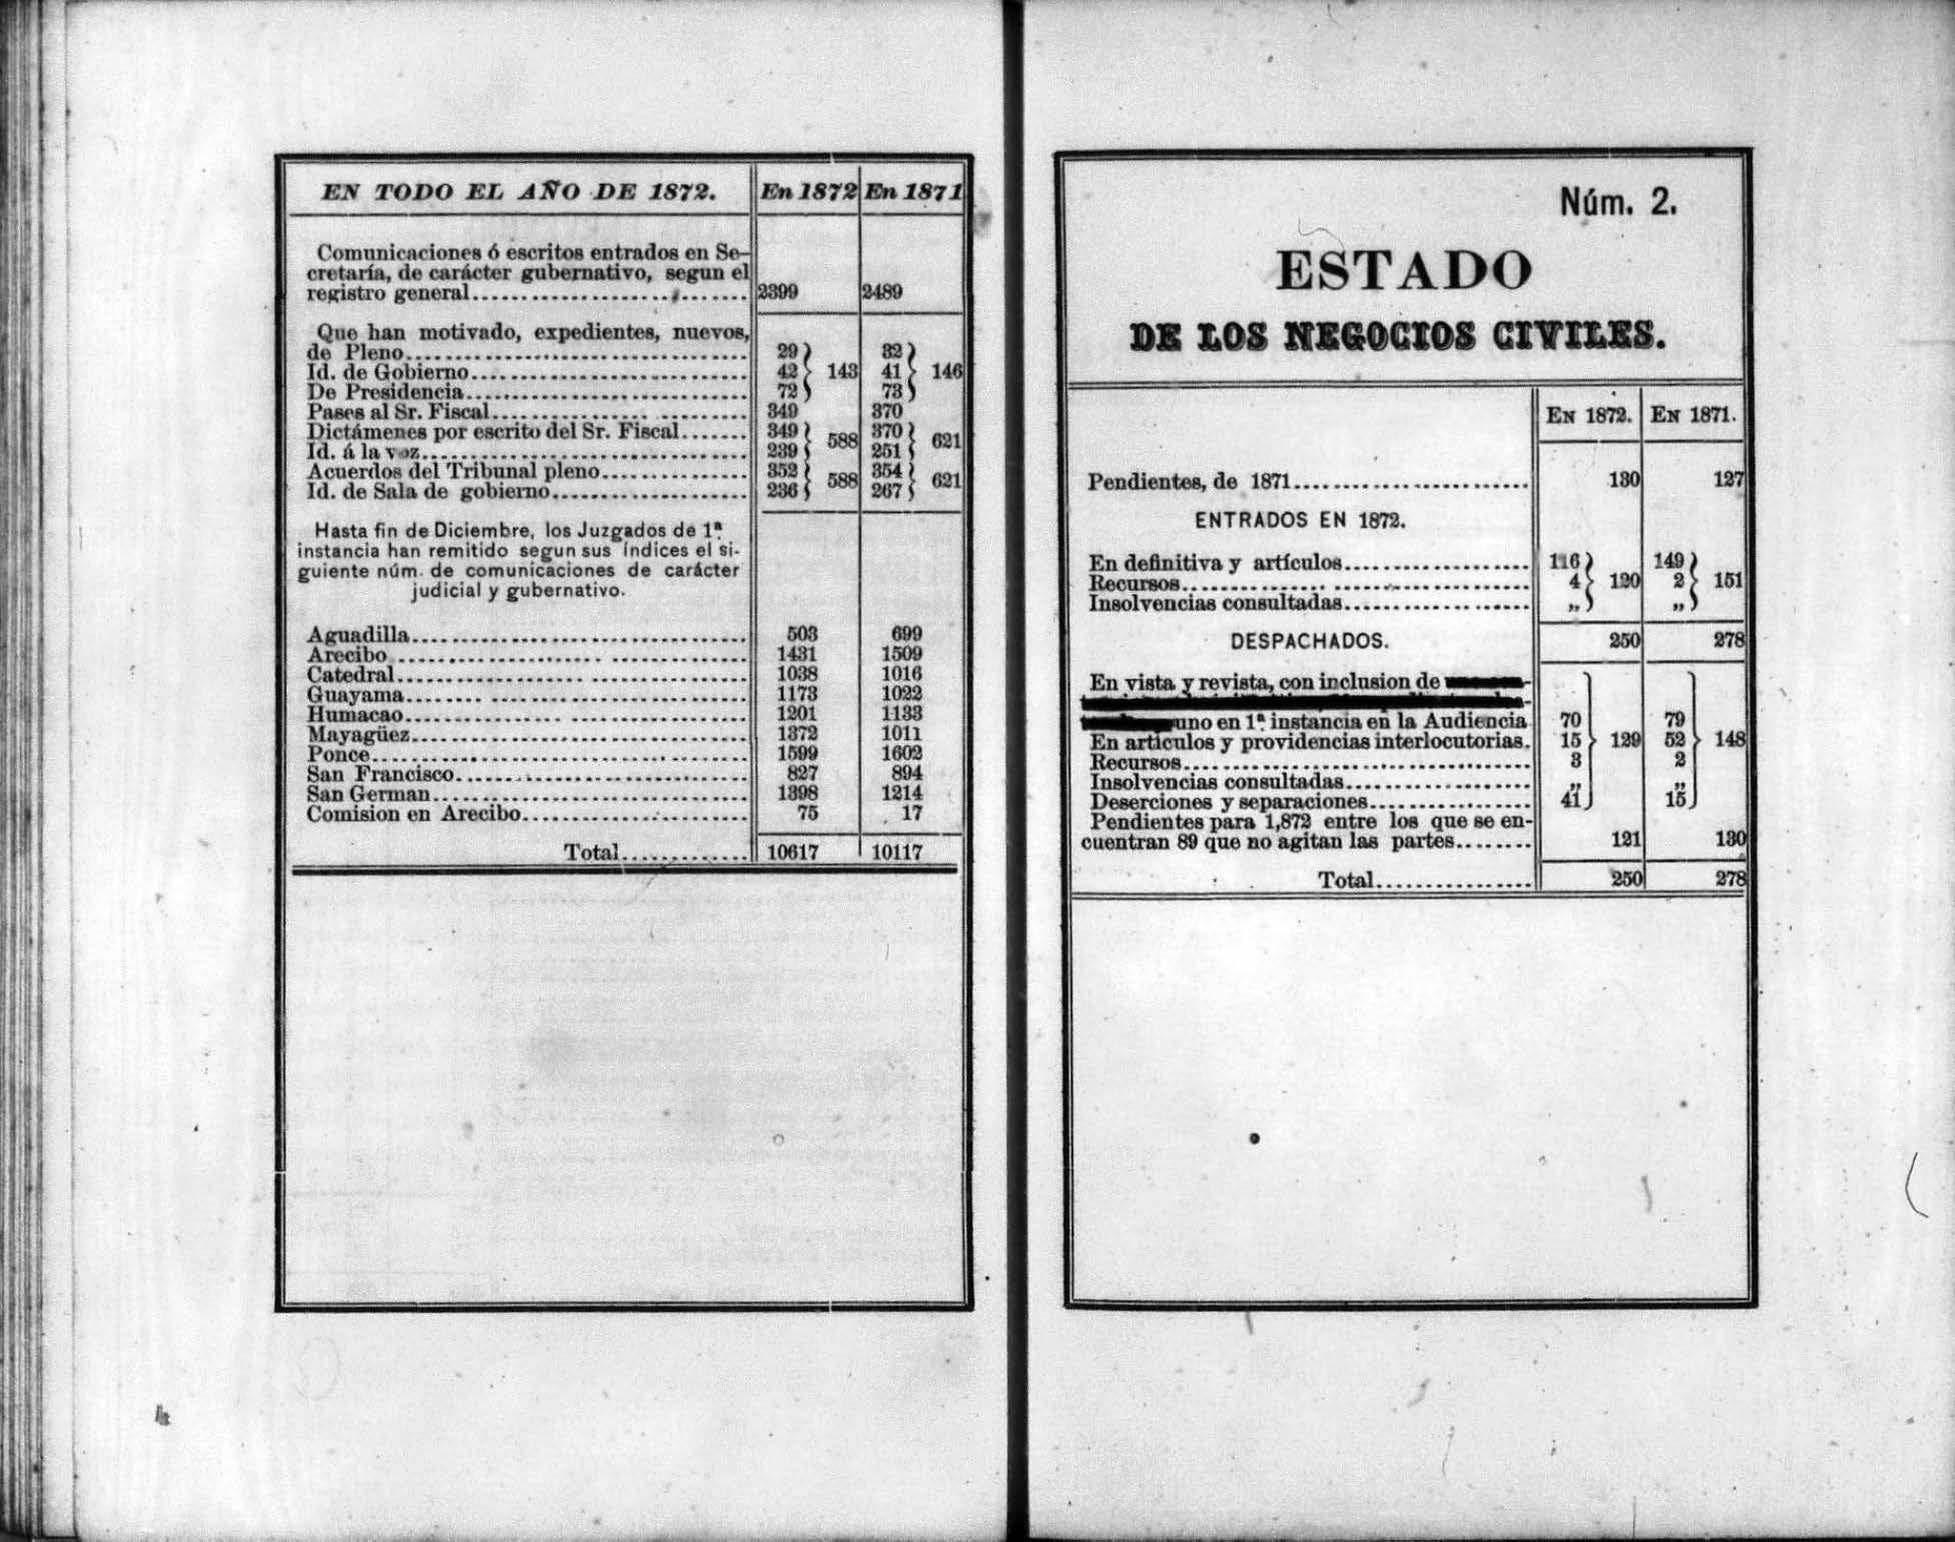 EN TODO EL AÑO DE 1872. En 1872 En 1871
Comunicaciones ó escritos entrados en Se-
cretaría, de carácter gubernativo, segun el
registro general 2399 2489
Que han motivado, expedientes, nuevos,
de Pleno 29 32
Id. de Gobierno 42 143 41 146
De Presidencia 72 73
Pases al Sr. Fiscal 349 370
Dictámenes por escrito del Sr. Fiscal 349 588 370 621
Id. á la voz 239 251
Acuerdos del Tribunal pleno 352 588 354 621
Id. de Sala de gobierno 236 267
Hasta fin de Diciembre, los Juzgados de 1ª
instancia han remitido segun sus índices el si-
guiente núm. de comunicaciones de carácter
judicial y gubernativo.
Aguadilla 503 699
Arecibo 1431 1509
Catedral 1038 1016
Guayama 1173 1022
Humacao 1201 1133
Mayagüez 1372 1011
Ponce 1599 1602
San Francisco 827 894
San German 1398 1214
Comision en Arecibo 75 17
Total 10617 10117
Núm. 2.
ESTADO
DE LOS NEGOCIOS CIVILES.
EN 1872. EN 1871.
Pendientes, de 1871 130 127
ENTRADOS EN 1872.
En definitiva y artículos 116 149
Recursos 4 120 2 151
Insolvencias consultadas „ „
DESPACHADOS. 250 278
En vista y revista, con inclusion de
uno en 1ª instancia en la Audiencia 70 79
En artículos y providencias interlocutorias. 15 129 52 148
Recursos 3 2
Insolvencias consultadas „ „
Deserciones y separaciones 41 15
Pendientes para 1,872 entre los que se en-
cuentran 89 que no agitan las partes 121 130
Total 250 278